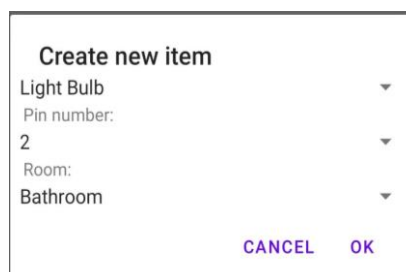 Create new item
Light Bulb
Pin number:
2
Room:
Bathroom
CANCEL OK